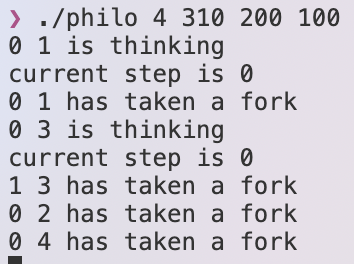 ❯ ./philo 4 310 200 100
0 1 is thinking
current step is 0
0 1 has taken a fork
0 3 is thinking
current step is 0
1 3 has taken a fork
0 2 has taken a fork
0 4 has taken a fork